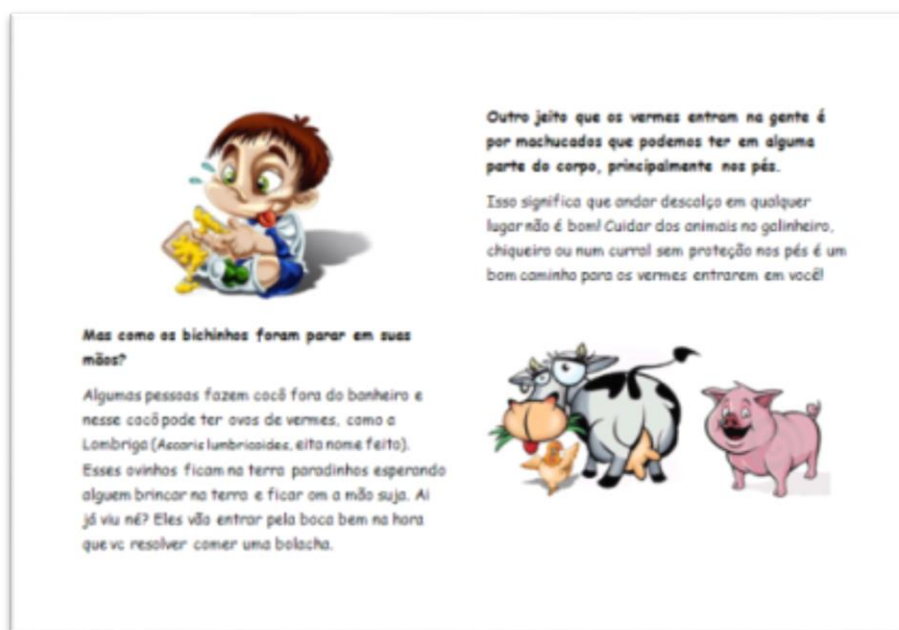 Mas como os bichinhos foram parar em suas
mãos?
Algumas pessoas fazem cocô fora do banheiro e
nesse cocô pode ter ovos de vermes, como a
Lombriga (Ascaris lumbricoides, eita nome feito).
Esses ovinhos ficam na terra paradinhos esperando
alguem brincar na terra e ficar om a mão suja. Ai
já viu né? Eles vão entrar pela boca bem na hora
que vc resolver comer uma bolacha.
Outro jeito que os vermes entram na gente é
por machucados que podemos ter em alguma
parte do corpo, principalmente nos pés.
Isso significa que andar descalço em qualquer
lugar não é bom! Cuidar dos animais no galinheiro,
chiqueiro ou num curral sem proteção nos pés é um
bom caminho para os vermes entrarem em você!